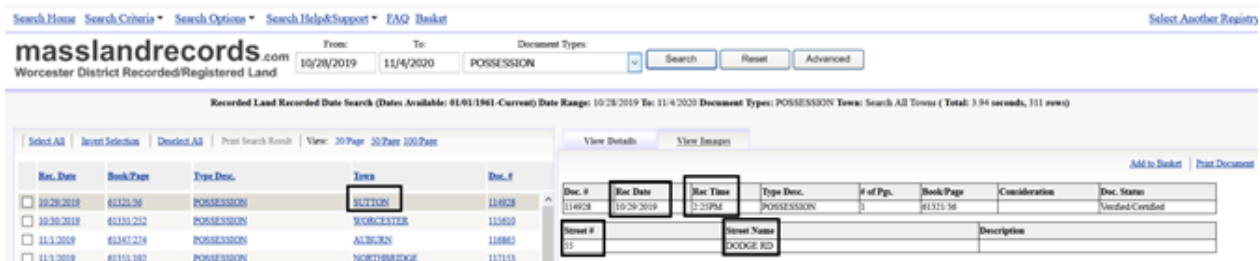 Search Home Search Criteria Search Options Search Help&Support FAQ Basket Select Another Registry
masslandrecords.com
Worcester District Recorded/Registered Land
From: To: Document Types:
10/28/2019 11/4/2020 POSSESSION Search Reset Advanced
Recorded Land Recorded Date Search (Dates Available: 01/01/1961-Current) Date Range: 10/28/2019 To: 11/4/2020 Document Types: POSSESSION Town: Search All Towns ( Total: 3.94 seconds, 311 rows)
Select All Invert Selection Deselect All Print Search Result View: 20/Page 50/Page 100/Page
Rec. Date Book/Page Type Desc. Town Doc. #
10/29/2019 61321/36 POSSESSION SUTTON 114928
10/30/2019 61331/252 POSSESSION WORCESTER 115610
11/1/2019 61347/274 POSSESSION AUBURN 116865
11/1/2019 61351/392 POSSESSION NORTHBRIDGE 117153
View Details View Images
Add to Basket Print Document
Doc. # Rec Date Rec Time Type Desc. # of Pgs. Book/Page Consideration Doc. Status
114928 10/29/2019 2:25PM POSSESSION 1 61321/36 Verified/Certified
Street # Street Name Description
55 DODGE RD